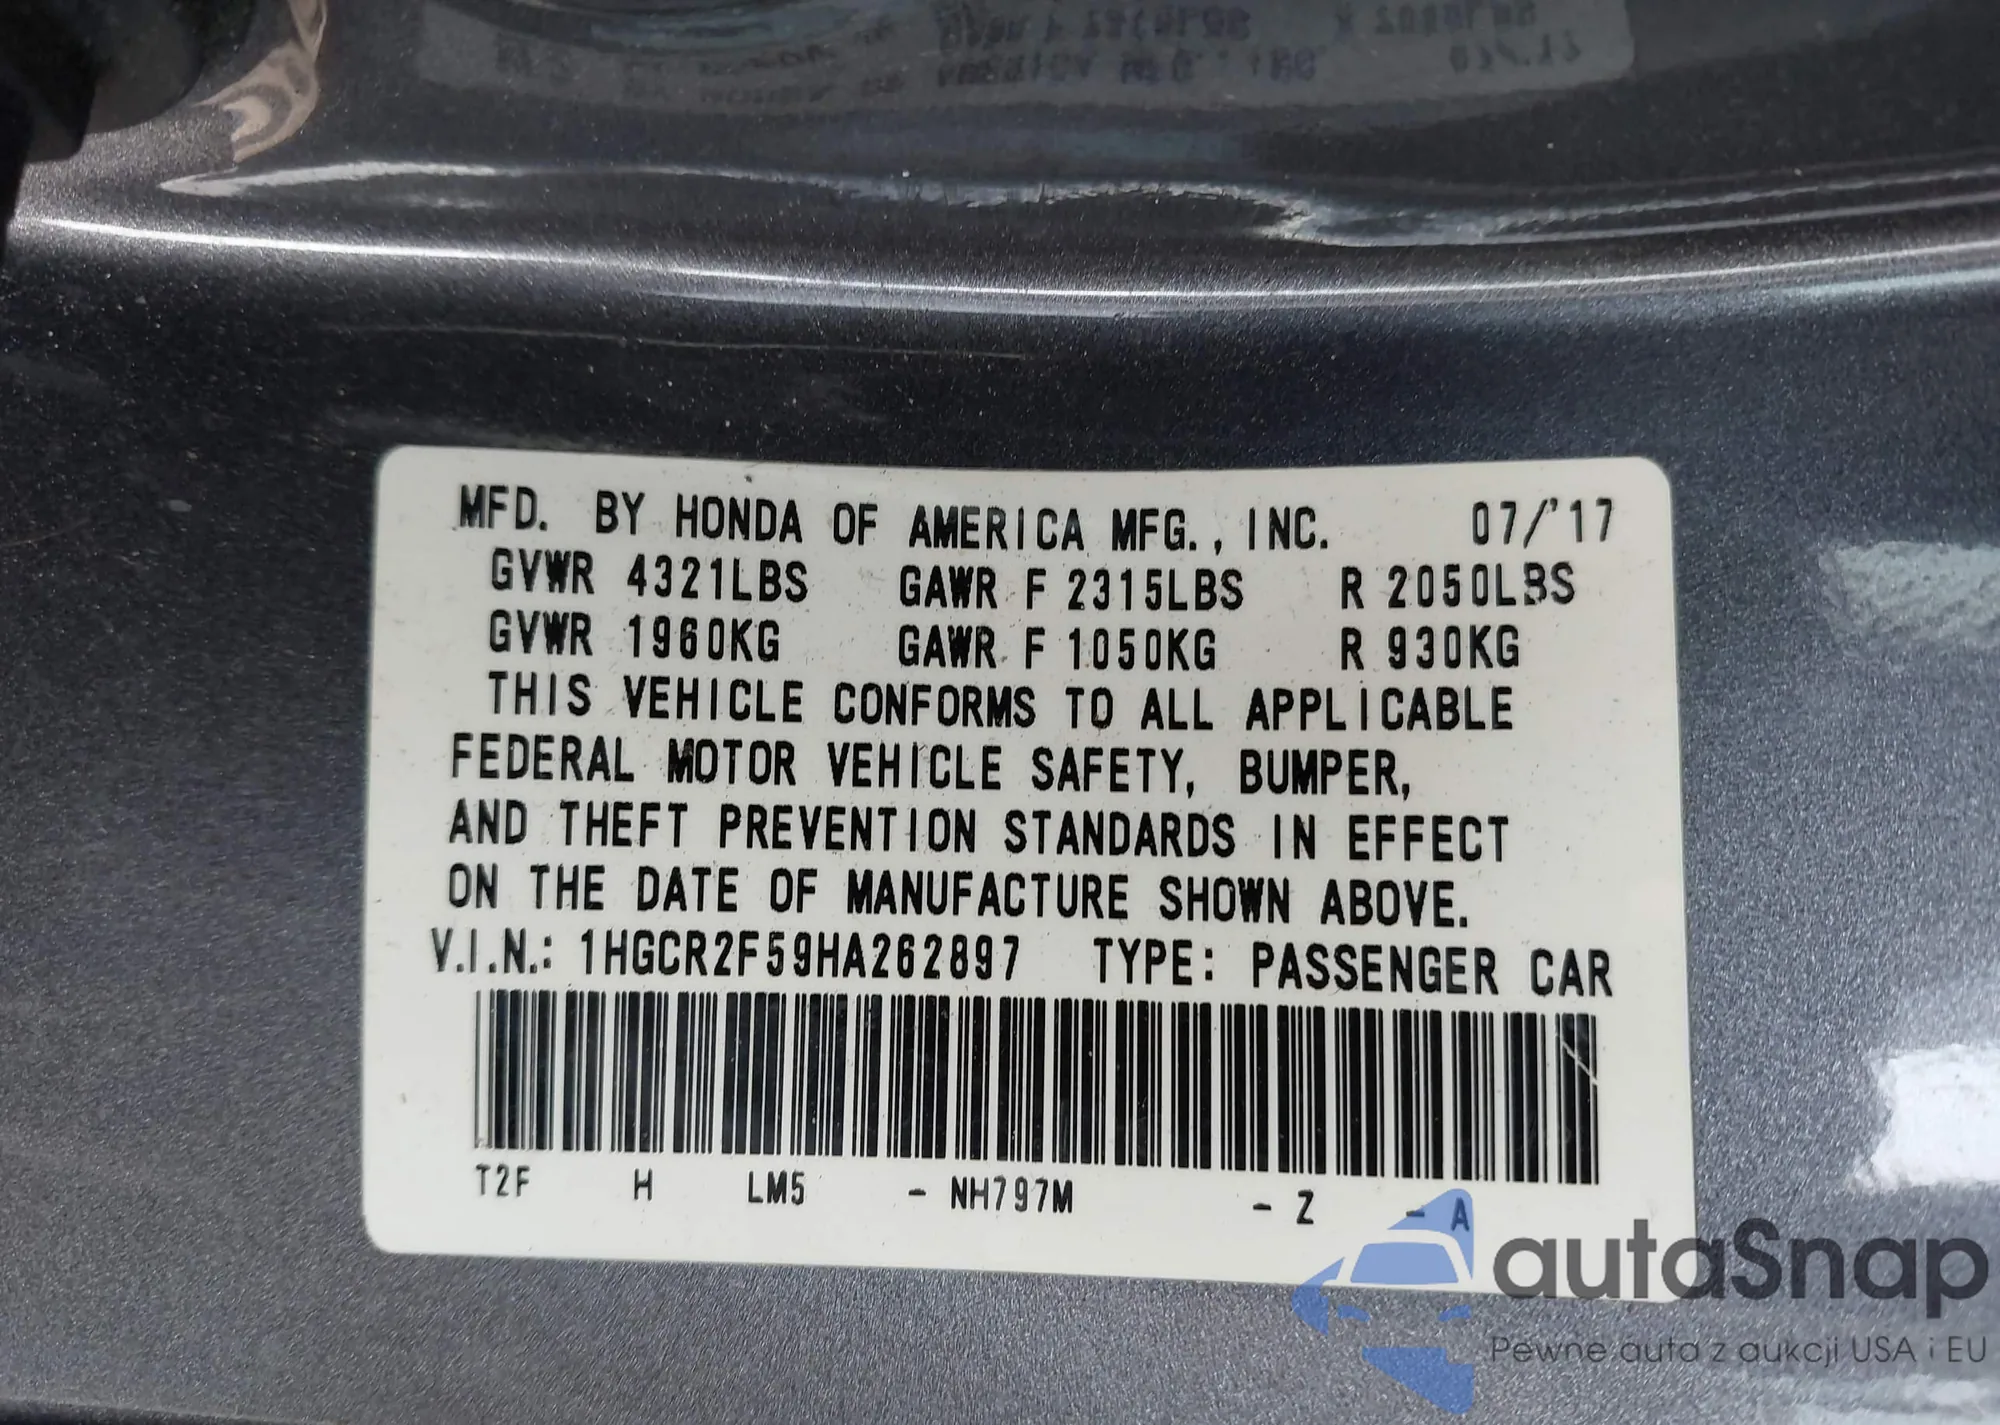 MFD. BY HONDA OF AMERICA MFG., INC. 07/'17
GVWR 4321LBS GAWR F 2315LBS R 2050LBS
GVWR 1960KG GAWR F 1050KG R 930KG
THIS VEHICLE CONFORMS TO ALL APPLICABLE
FEDERAL MOTOR VEHICLE SAFETY, BUMPER,
AND THEFT PREVENTION STANDARDS IN EFFECT
ON THE DATE OF MANUFACTURE SHOWN ABOVE.
V.I.N.: 1HGCR2F59HA262897 TYPE: PASSENGER CAR
T2F H LM5 - NH797M - Z - A
autaSnap
Pewne auta z aukcji USA i EU